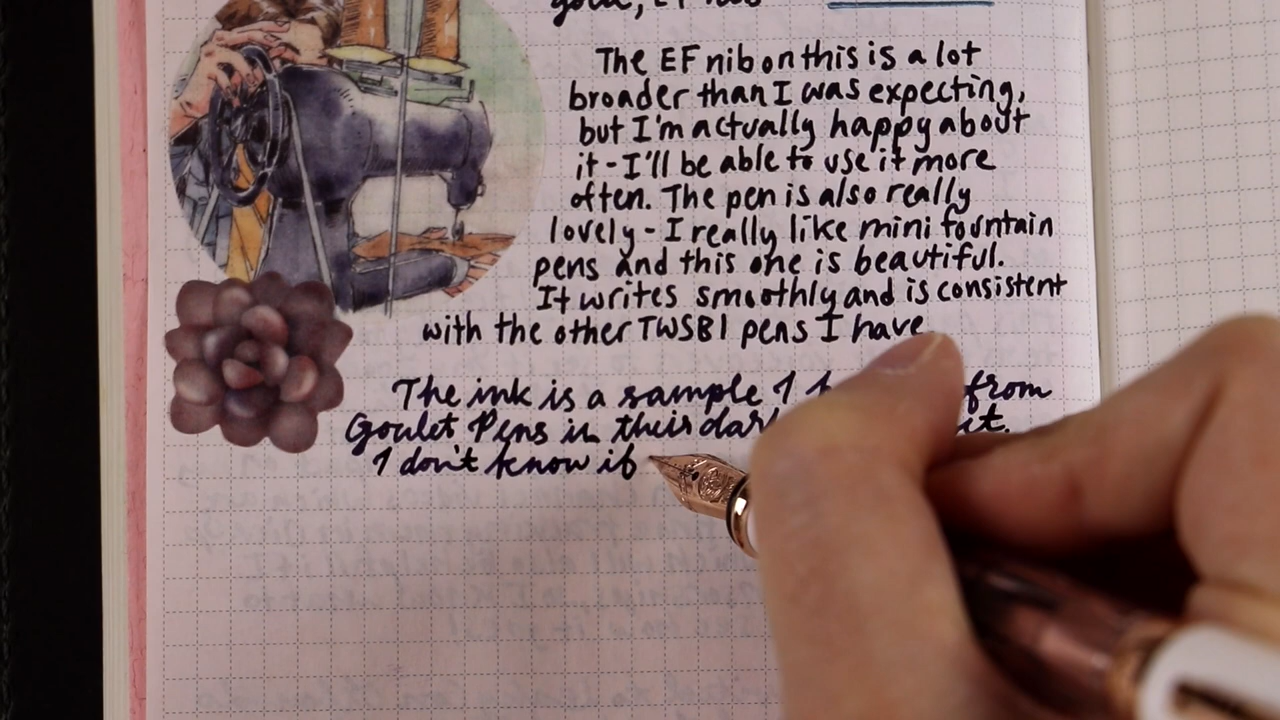 The EF nib on this is a lot
broader than I was expecting,
but I'm actually happy about
it - I'll be able to use it more
often. The pen is also really
lovely - I really like mini fountain
pens and this one is beautiful.
It writes smoothly and is consistent
with the other TWSBI pens I have
The ink is a sample I from
Goulet Pens in their it.
I don't know if